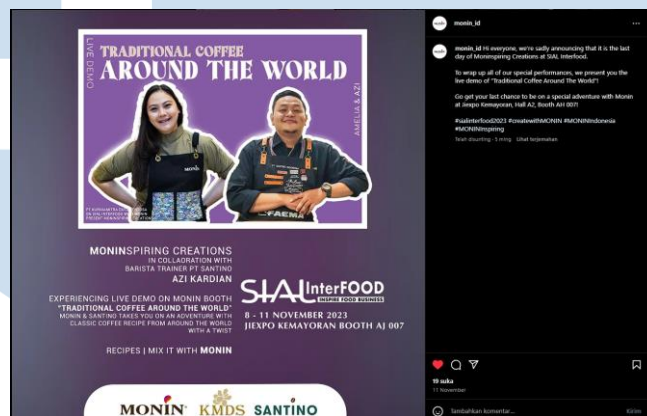 LIVE DEMO
TRADITIONAL COFFEE
AROUND THE WORLD
AMELIA & AZI
MONIN
FAEMA
MONINSPIRING CREATIONS
IN COLLAORATION WITH
BARISTA TRAINER PT SANTINO
AZI KARDIAN
EXPERIENCING LIVE DEMO ON MONIN BOOTH
"TRADITIONAL COFFEE AROUND THE WORLD"
MONIN & SANTINO TAKES YOU ON AN ADVENTURE WITH
CLASSIC COFFEE RECIPE FROM AROUND THE WORLD
WITH A TWIST
RECIPES | MIX IT WITH MONIN
SIAL InterFOOD
INSPIRE FOOD BUSINESS
8 - 11 NOVEMBER 2023
JIEXPO KEMAYORAN BOOTH AJ 007
MONIN KMDS SANTINO
monin_id
monin_id Hi everyone, we're sadly announcing that it is the last
day of Moninspiring Creations at SIAL Interfood.
To wrap up all of our special performances, we present you the
live demo of "Traditional Coffee Around The World"!
Go get your last chance to be on a special adventure with Monin
at Jiexpo Kemayoran, Hall A2, Booth AH 007!
#sialinterfood2023 #createwithMONIN #MONINIndonesia
#MONINInspiring
Telah disunting · 5 mng Lihat terjemahan
19 suka
11 November
Tambahkan komentar...
Kirim